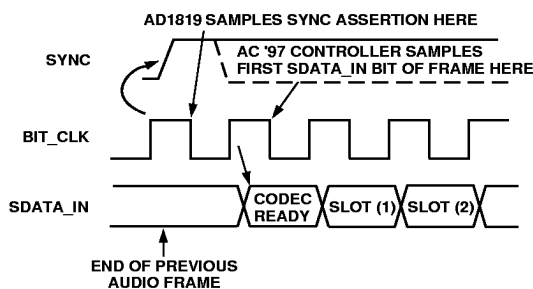 AD1819 SAMPLES SYNC ASSERTION HERE
SYNC
AC '97 CONTROLLER SAMPLES
FIRST SDATA_IN BIT OF FRAME HERE
BIT_CLK
SDATA_IN
CODEC
READY
SLOT (1)
SLOT (2)
END OF PREVIOUS
AUDIO FRAME